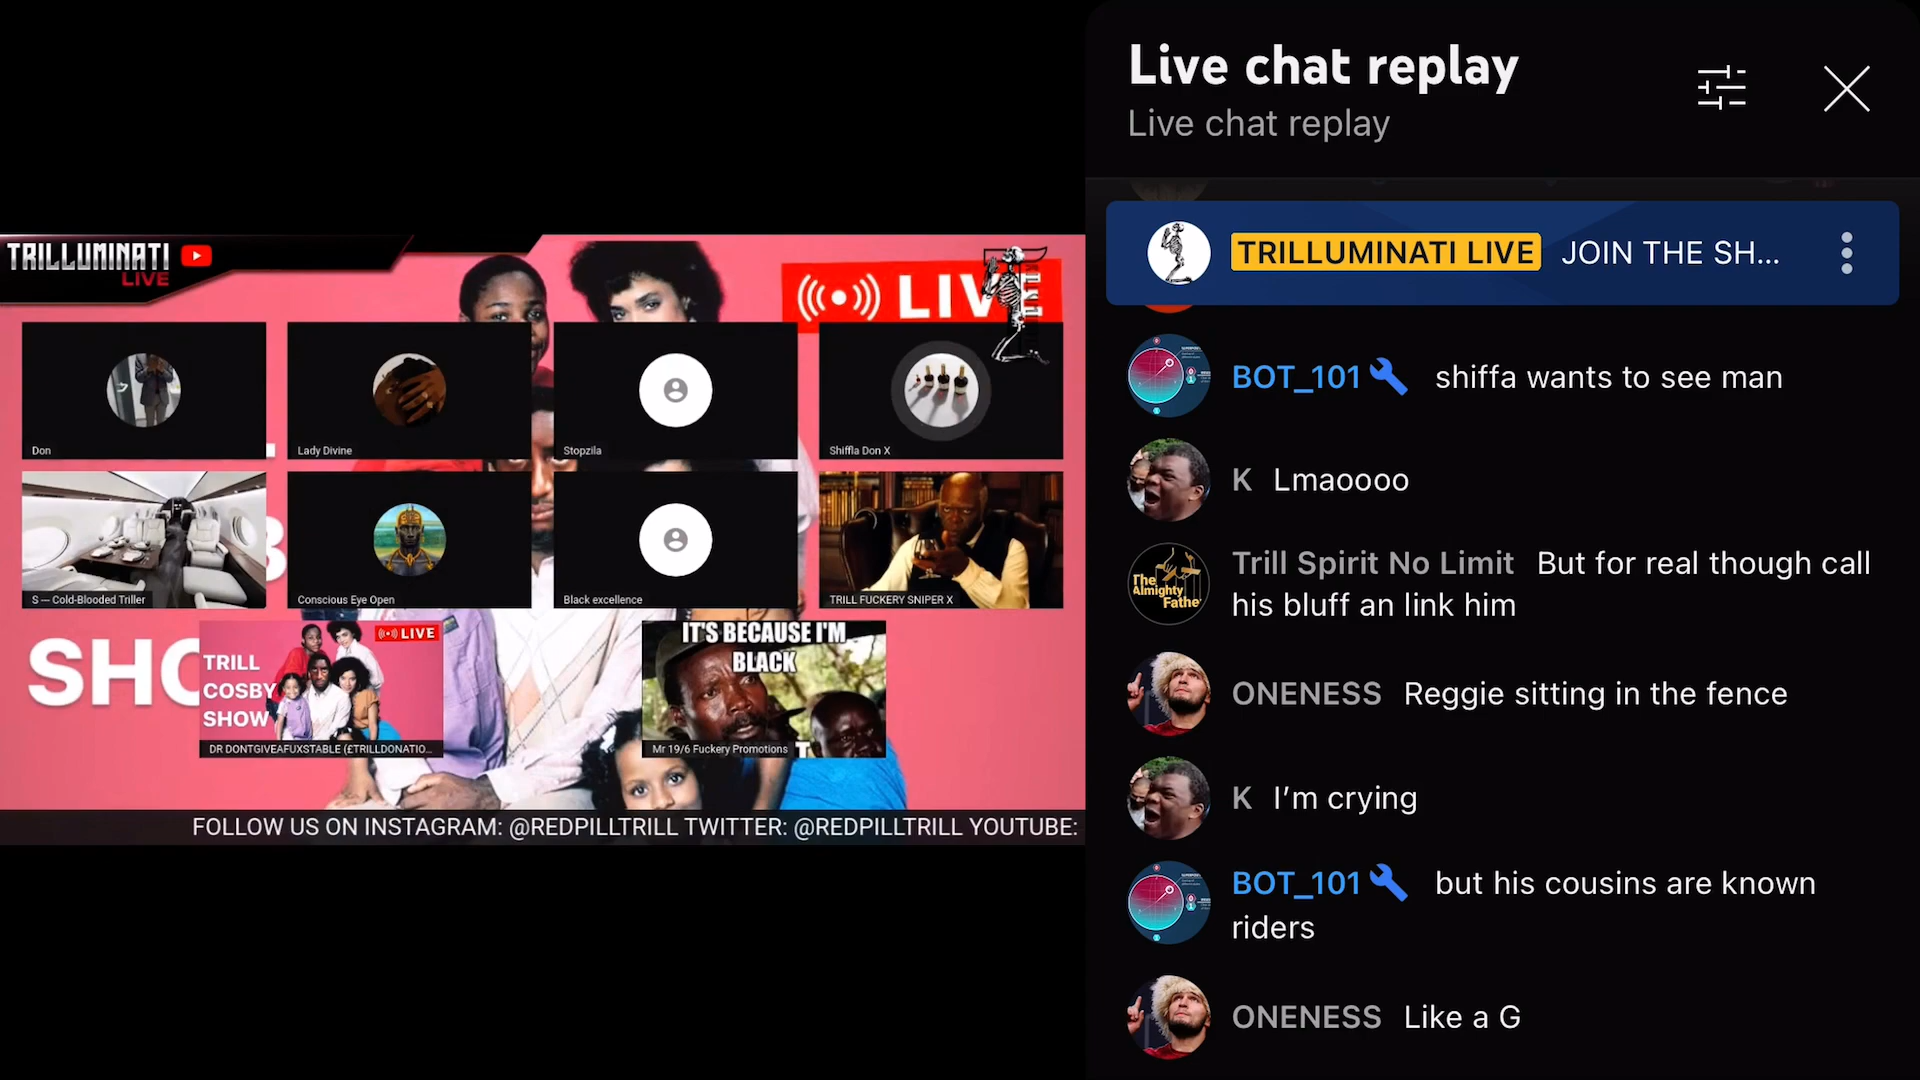 TRILLUMINATI
LIVE
LIVE
Don
Lady Divine
Stopzila
Shiffla Don X
S — Cold-Blooded Triller
Conscious Eye Open
Black excellence
TRILL FUCKERY SNIPER X
SHO
LIVE
TRILL
COSBY
SHOW
DR DONTGIVEAFUXSTABLE (£TRILLDONATIO...
IT'S BECAUSE I'M
BLACK
Mr 19/6 Fuckery Promotions
FOLLOW US ON INSTAGRAM: @REDPILLTRILL TWITTER: @REDPILLTRILL YOUTUBE:
Live chat replay
Live chat replay
TRILLUMINATI LIVE JOIN THE SH...
BOT_101 shiffa wants to see man
K Lmaoooo
Trill Spirit No Limit But for real though call
his bluff an link him
The
Almighty
Fathe
ONENESS Reggie sitting in the fence
K I’m crying
BOT_101 but his cousins are known
riders
ONENESS Like a G